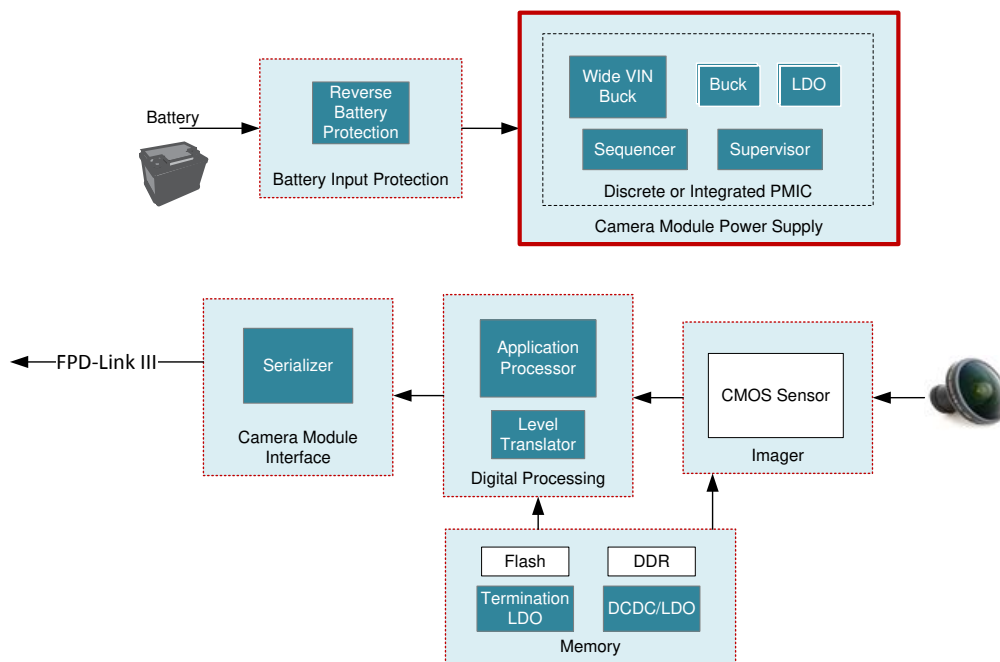 Battery
Reverse
Battery
Protection
Battery Input Protection
Wide VIN
Buck
Buck
LDO
Sequencer
Supervisor
Discrete or Integrated PMIC
Camera Module Power Supply
FPD-Link III
Serializer
Camera Module
Interface
Application
Processor
Level
Translator
Digital Processing
CMOS Sensor
Imager
Flash
DDR
Termination
LDO
DCDC/LDO
Memory